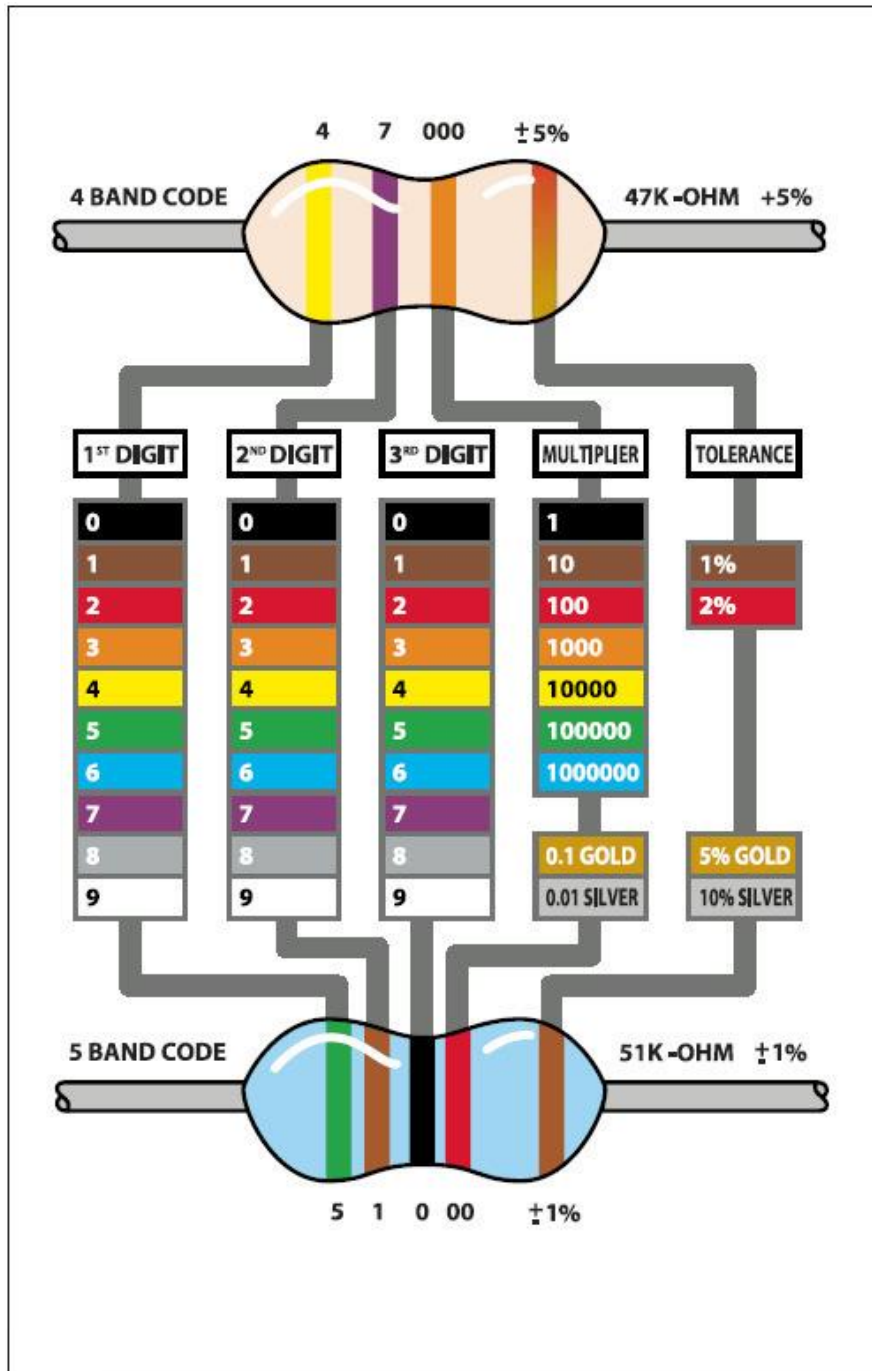 4 7 000 ±5%
4 BAND CODE 47K-OHM +5%
1ST DIGIT 2ND DIGIT 3RD DIGIT MULTIPLIER TOLERANCE
0 0 0 1
1 1 1 10 1%
2 2 2 100 2%
3 3 3 1000
4 4 4 10000
5 5 5 100000
6 6 6 1000000
7 7 7
8 8 8 0.1 GOLD 5% GOLD
9 9 9 0.01 SILVER 10% SILVER
5 BAND CODE 51K-OHM ±1%
5 1 0 00 ±1%